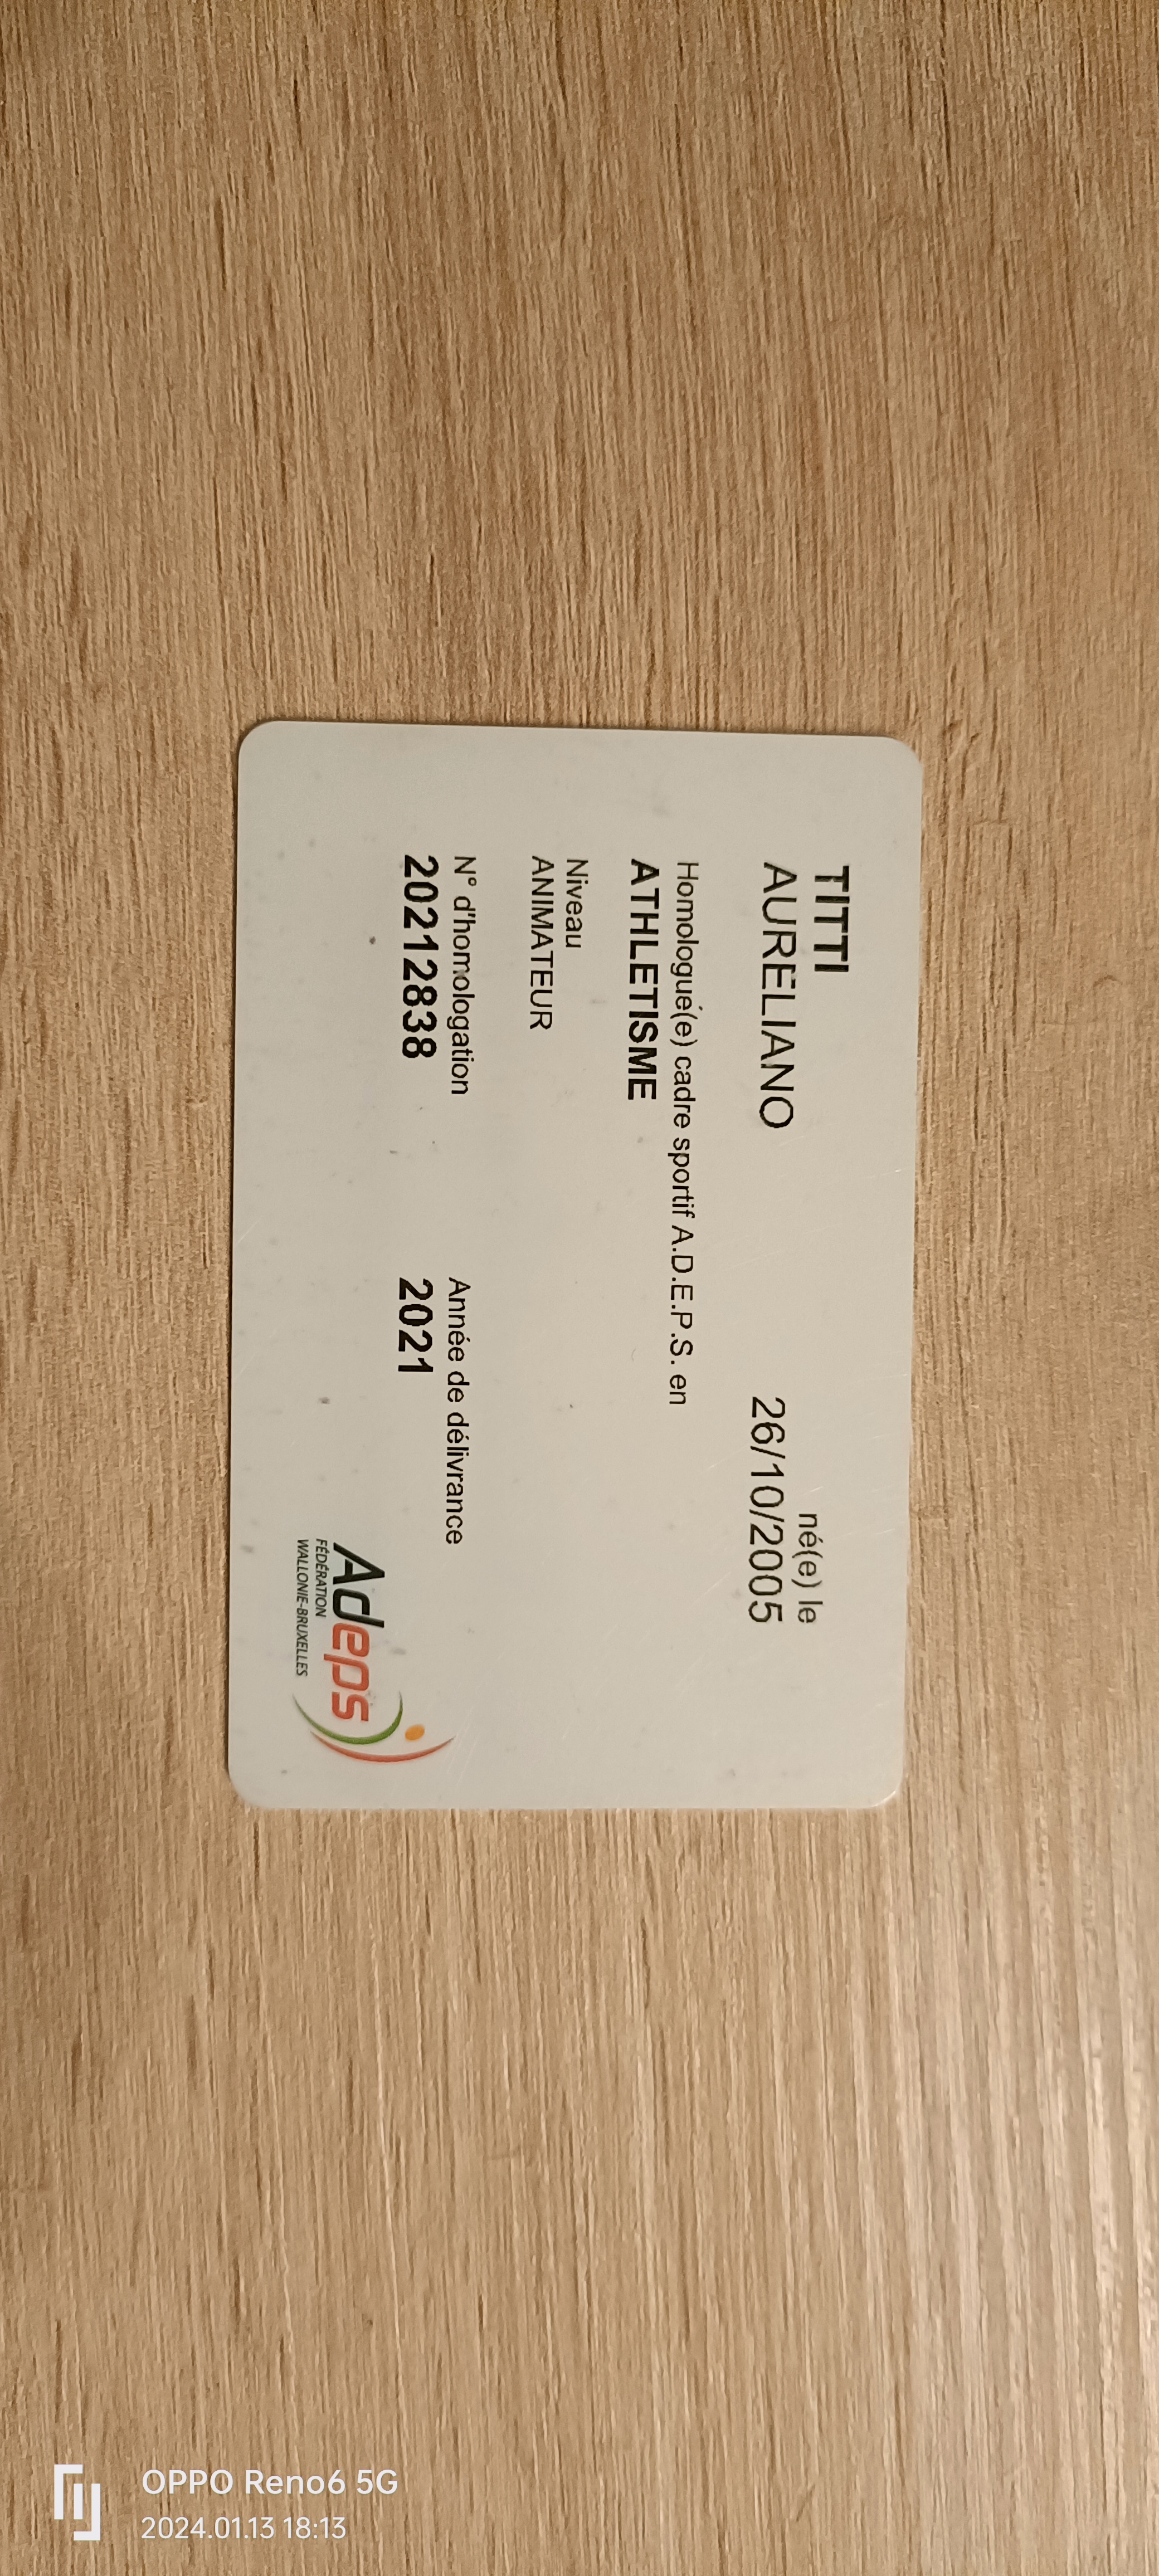 TITTI
AURELIANO
né(e) le
26/10/2005
Homologué(e) cadre sportif A.D.E.P.S. en
ATHLETISME
Niveau
ANIMATEUR
N° d'homologation
20212838
Année de délivrance
2021
Adeps
FÉDÉRATION
WALLONIE-BRUXELLES
OPPO Reno6 5G
2024.01.13 18:13